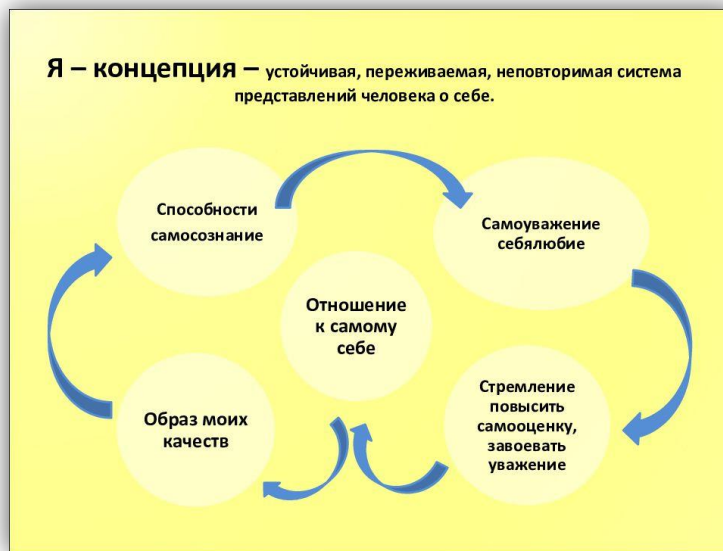 Я – концепция – устойчивая, переживаемая, неповторимая система
представлений человека о себе.
Способности
самосознание
Самоуважение
себялюбие
Отношение
к самому
себе
Образ моих
качеств
Стремление
повысить
самооценку,
завоевать
уважение